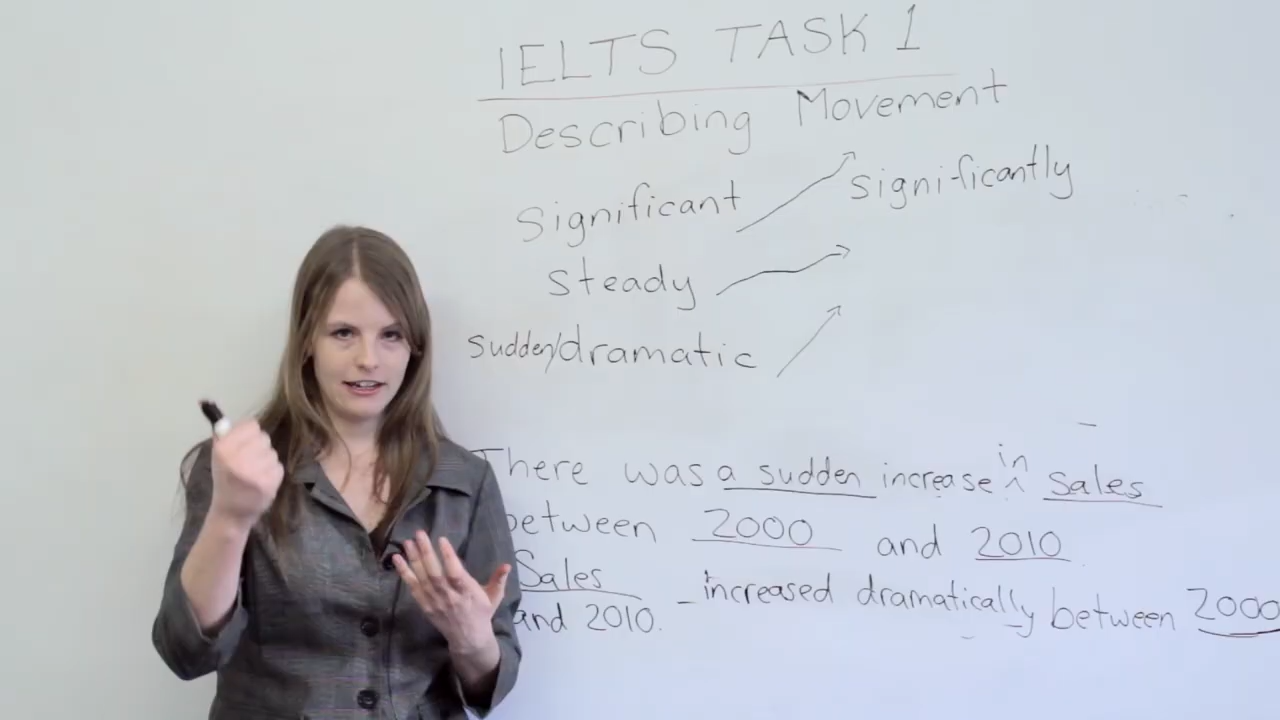 IELTS TASK 1
Describing Movement
Significant significantly
steady
sudden/dramatic
There was a sudden increase in sales
between 2000 and 2010
Sales increased dramatically between 2000
and 2010.